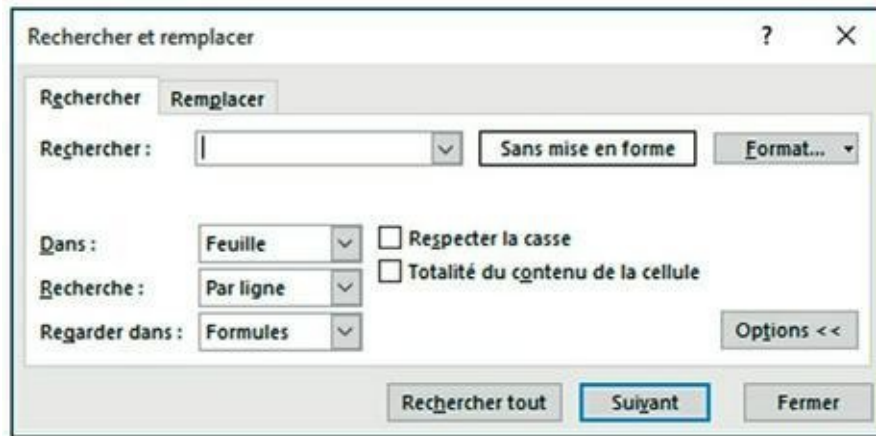 Rechercher et remplacer ? X
Rechercher Remplacer
Rechercher : Sans mise en forme Format...
Dans : Feuille Respecter la casse
Totalité du contenu de la cellule
Recherche : Par ligne
Regarder dans : Formules Options <<
Rechercher tout Suivant Fermer